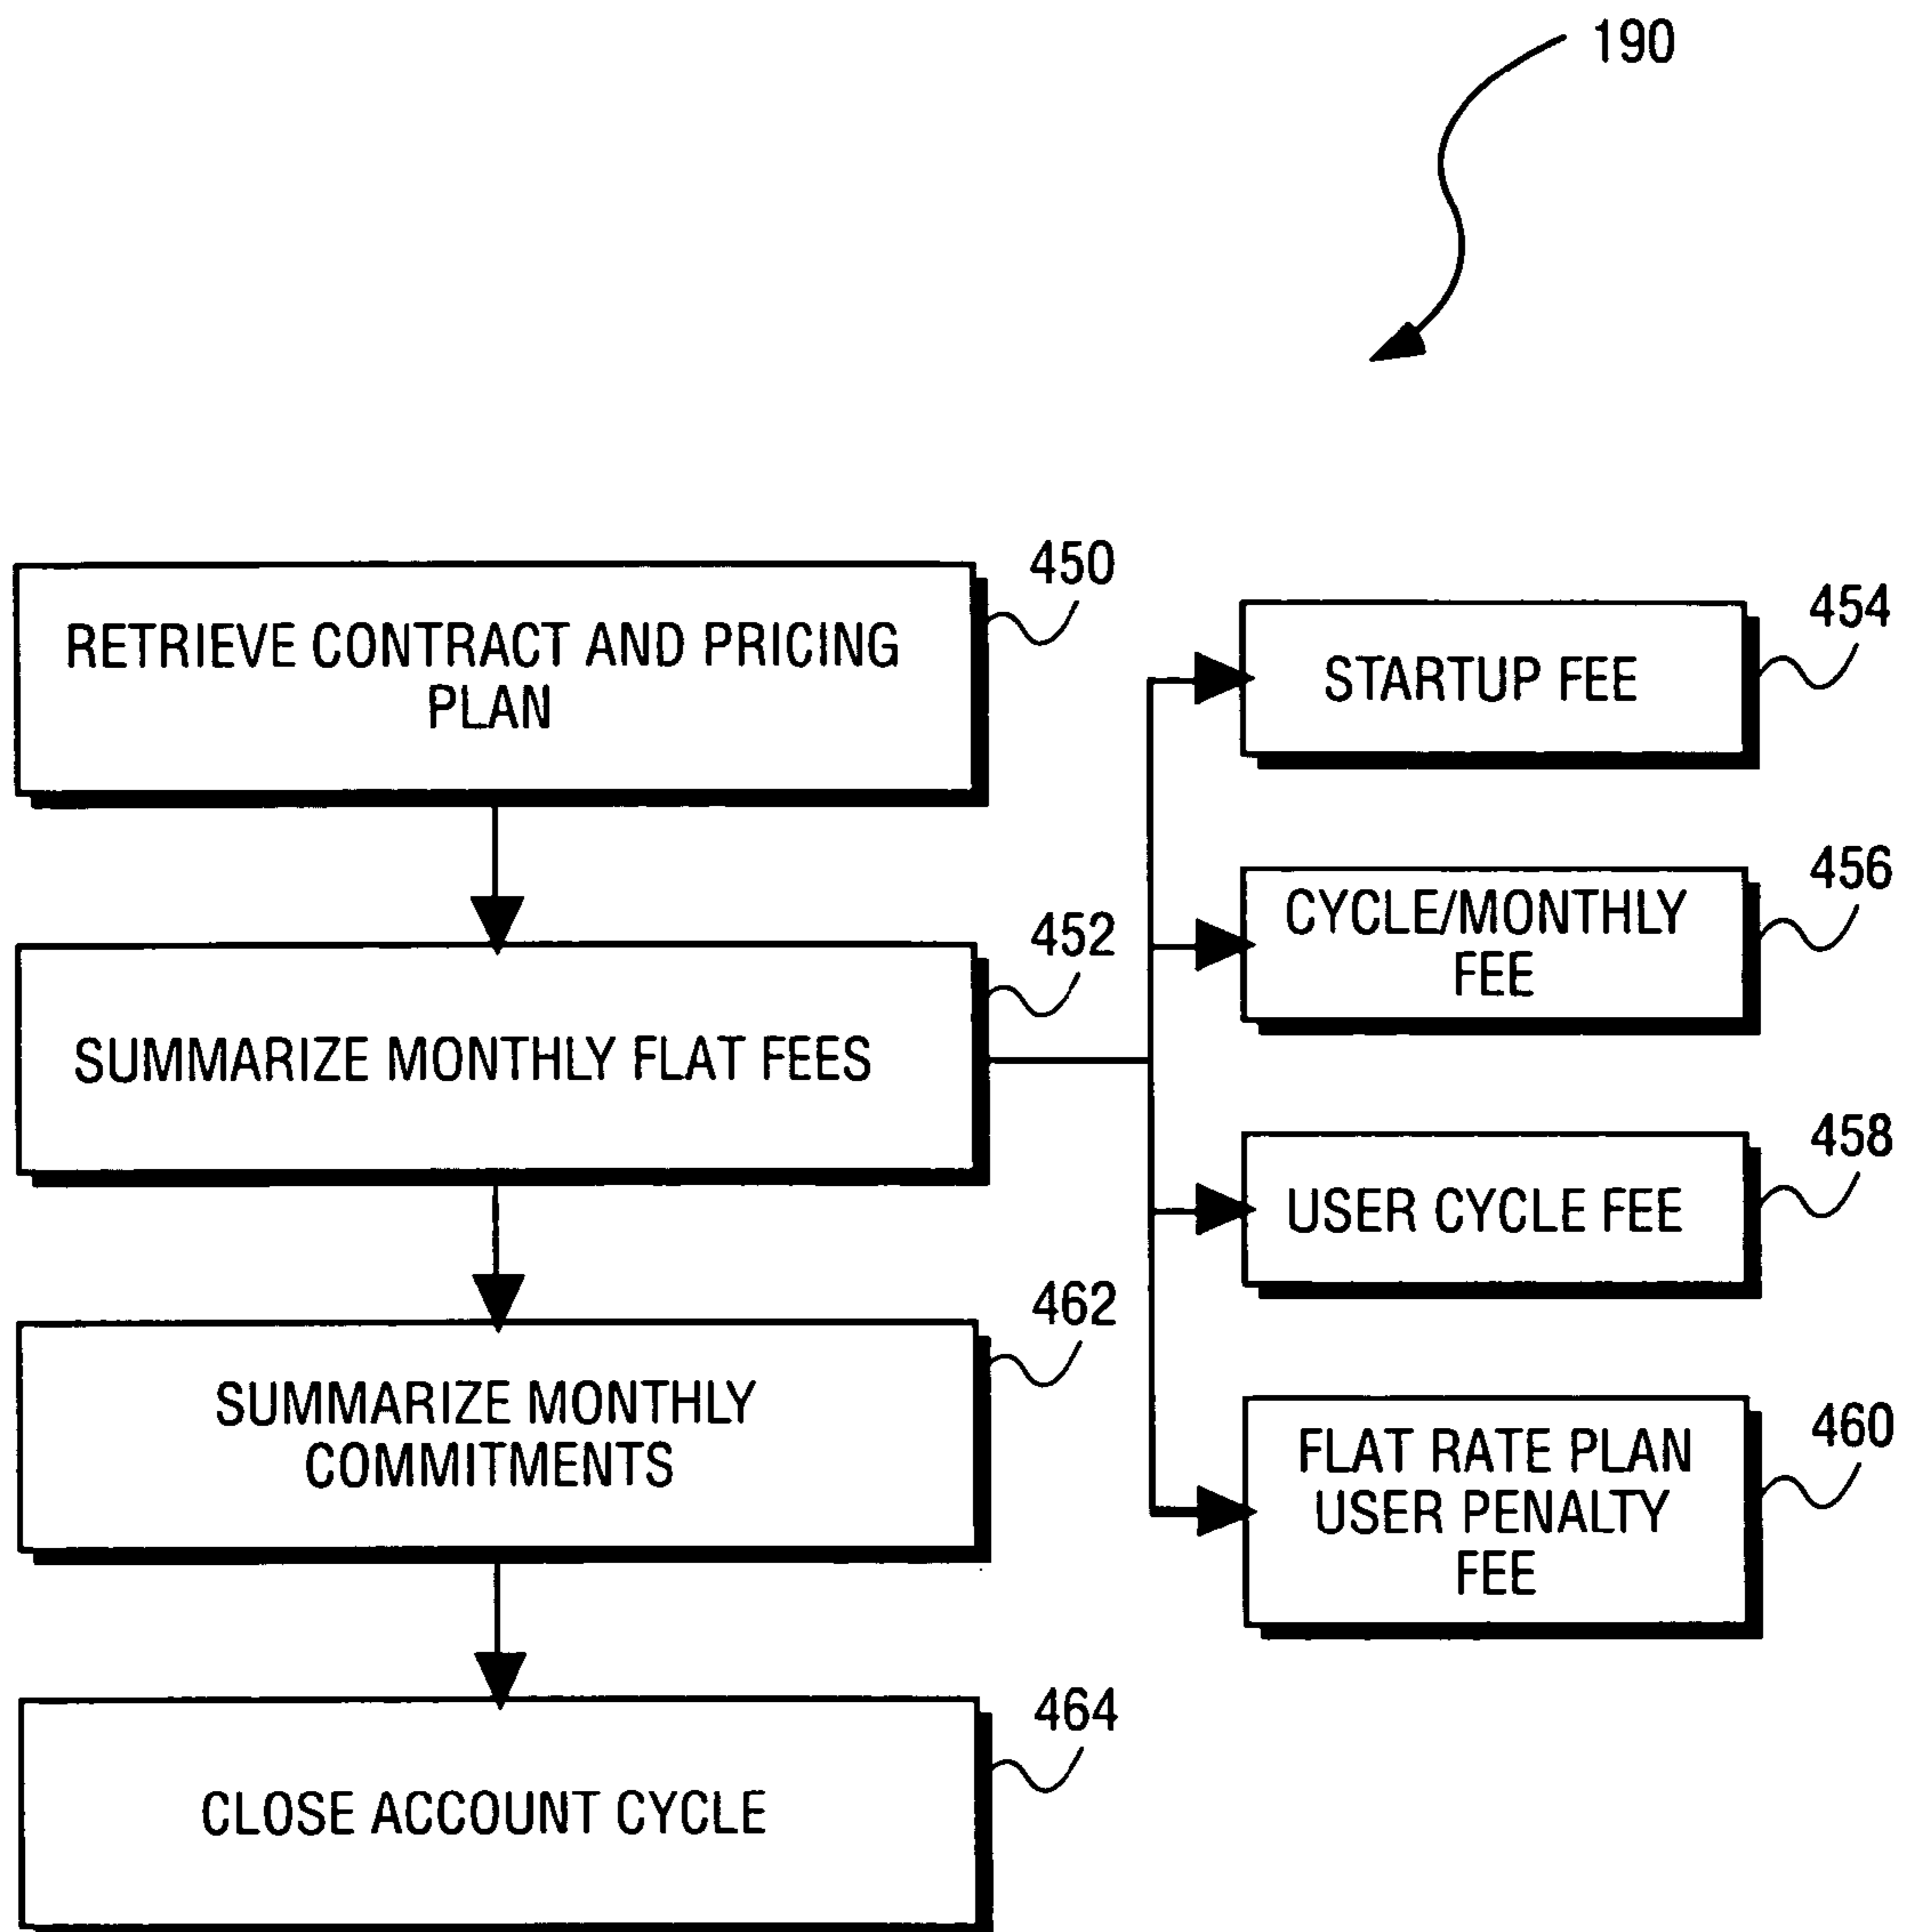 190
450
RETRIEVE CONTRACT AND PRICING
PLAN
452
SUMMARIZE MONTHLY FLAT FEES
454
STARTUP FEE
456
CYCLE/MONTHLY
FEE
458
USER CYCLE FEE
460
FLAT RATE PLAN
USER PENALTY
FEE
462
SUMMARIZE MONTHLY
COMMITMENTS
464
CLOSE ACCOUNT CYCLE